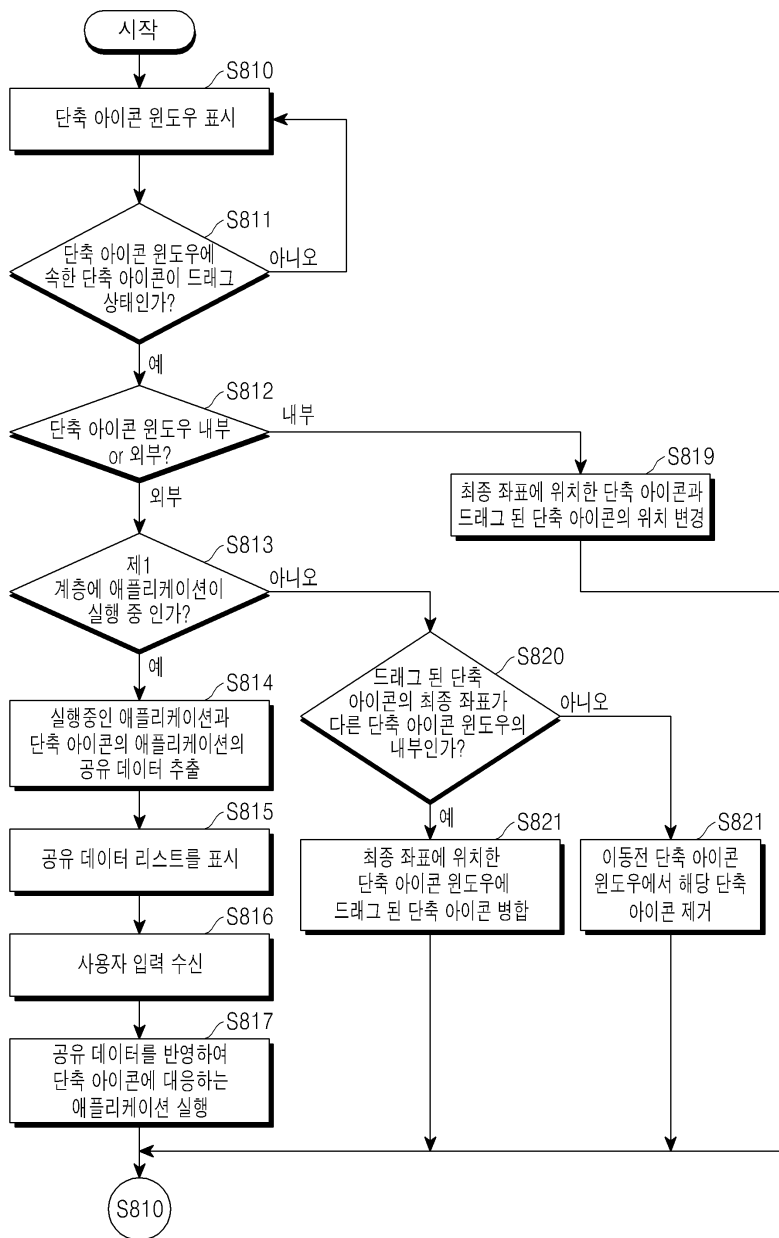 시작
S810
단축 아이콘 윈도우 표시
S811
단축 아이콘 윈도우에
속한 단축 아이콘이 드래그
상태인가?
아니오
예
S812
단축 아이콘 윈도우 내부
or 외부?
내부
외부
S819
최종 좌표에 위치한 단축 아이콘과
드래그 된 단축 아이콘의 위치 변경
S813
제1
계층에 애플리케이션이
실행 중 인가?
아니오
예
S820
드래그 된 단축
아이콘의 최종 좌표가
다른 단축 아이콘 윈도우의
내부인가?
아니오
예
S814
실행중인 애플리케이션과
단축 아이콘의 애플리케이션의
공유 데이터 추출
S815
공유 데이터 리스트를 표시
S821
최종 좌표에 위치한
단축 아이콘 윈도우에
드래그 된 단축 아이콘 병합
S821
이동전 단축 아이콘
윈도우에서 해당 단축
아이콘 제거
S816
사용자 입력 수신
S817
공유 데이터를 반영하여
단축 아이콘에 대응하는
애플리케이션 실행
S810